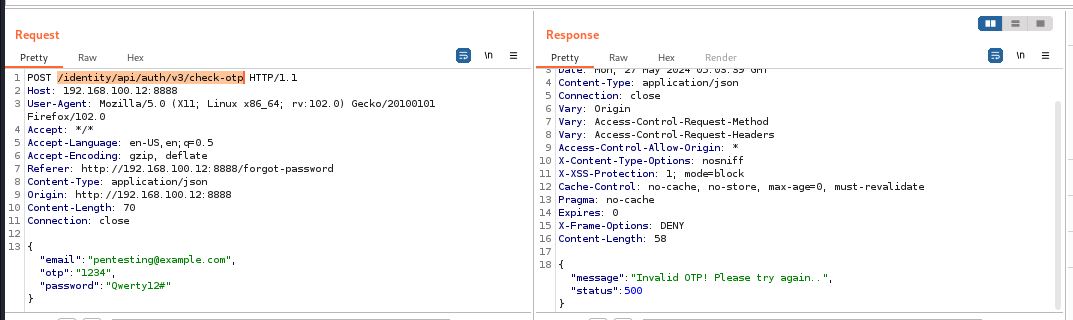 Request
Pretty Raw Hex
\n
1 POST /identity/api/auth/v3/check-otp HTTP/1.1
2 Host: 192.168.100.12:8888
3 User-Agent: Mozilla/5.0 (X11; Linux x86_64; rv:102.0) Gecko/20100101
Firefox/102.0
4 Accept: */*
5 Accept-Language: en-US,en;q=0.5
6 Accept-Encoding: gzip, deflate
7 Referer: http://192.168.100.12:8888/forgot-password
8 Content-Type: application/json
9 Origin: http://192.168.100.12:8888
10 Content-Length: 70
11 Connection: close
12
13 {
"email":"pentesting@example.com",
"otp":"1234",
"password":"Qwerty12#"
}
Response
Pretty Raw Hex Render
\n
3 Date: Mon, 27 May 2024 05:03:39 GMT
4 Content-Type: application/json
5 Connection: close
6 Vary: Origin
7 Vary: Access-Control-Request-Method
8 Vary: Access-Control-Request-Headers
9 Access-Control-Allow-Origin: *
10 X-Content-Type-Options: nosniff
11 X-XSS-Protection: 1; mode=block
12 Cache-Control: no-cache, no-store, max-age=0, must-revalidate
13 Pragma: no-cache
14 Expires: 0
15 X-Frame-Options: DENY
16 Content-Length: 58
17
18 {
"message":"Invalid OTP! Please try again..",
"status":500
}